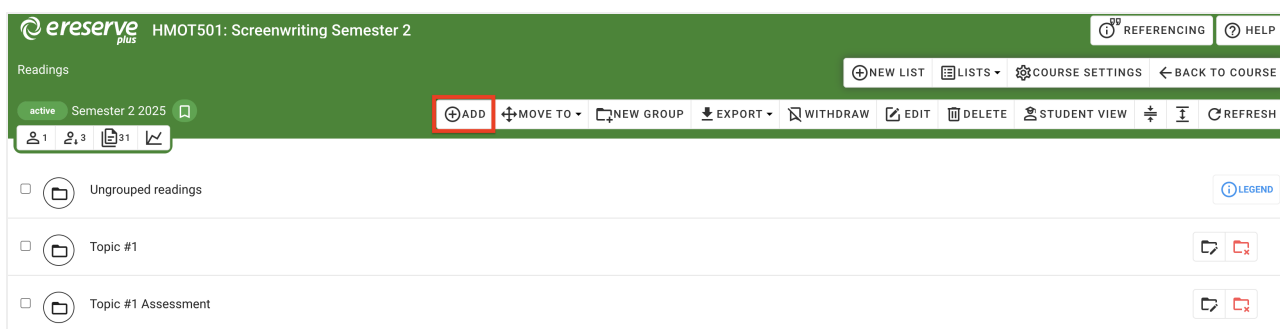 ereserve plus HMOT501: Screenwriting Semester 2 REFERENCING HELP
Readings NEW LIST LISTS COURSE SETTINGS BACK TO COURSE
active Semester 2 2025 ADD MOVE TO NEW GROUP EXPORT WITHDRAW EDIT DELETE STUDENT VIEW REFRESH
1 3 31
Ungrouped readings LEGEND
Topic #1
Topic #1 Assessment